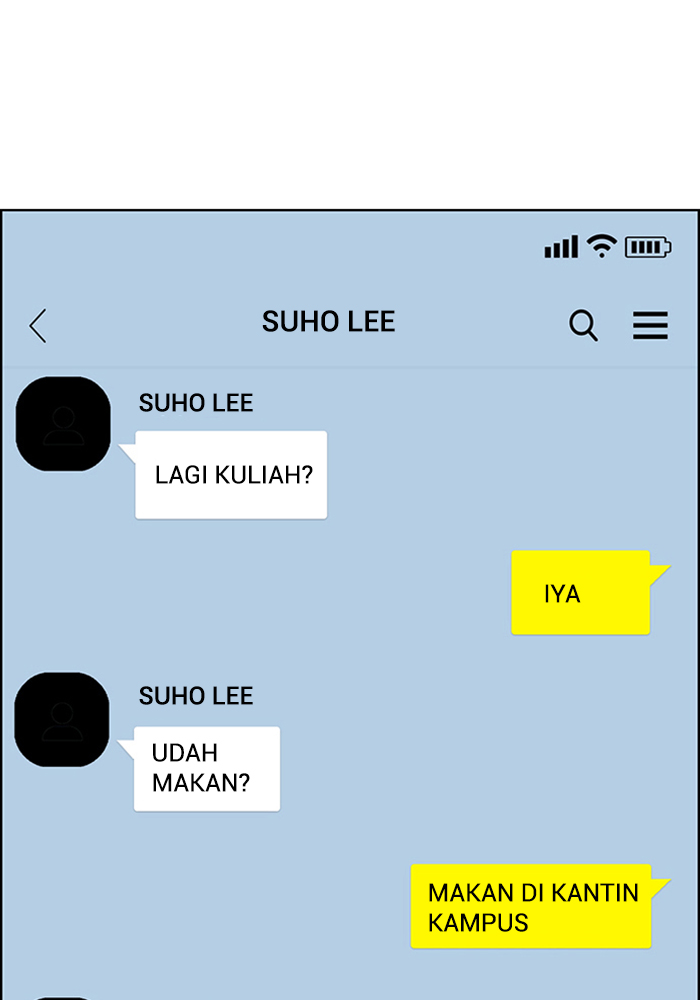 SUHO LEE
SUHO LEE
LAGI KULIAH?
IYA
SUHO LEE
UDAH
MAKAN?
MAKAN DI KANTIN
KAMPUS